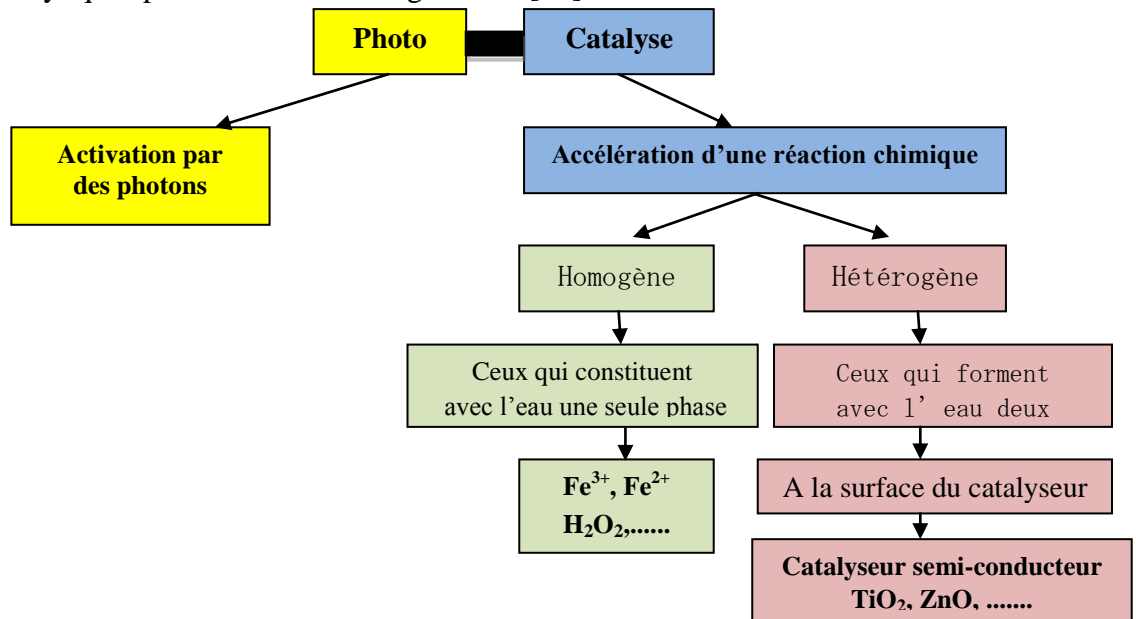 Photo
Catalyse
Activation par
des photons
Accélération d’une réaction chimique
Homogène
Hétérogène
Ceux qui constituent
avec l’eau une seule phase
Ceux qui forment
avec l’ eau deux
Fe³⁺, Fe²⁺
H₂O₂,......
A la surface du catalyseur
Catalyseur semi-conducteur
TiO₂, ZnO, .......